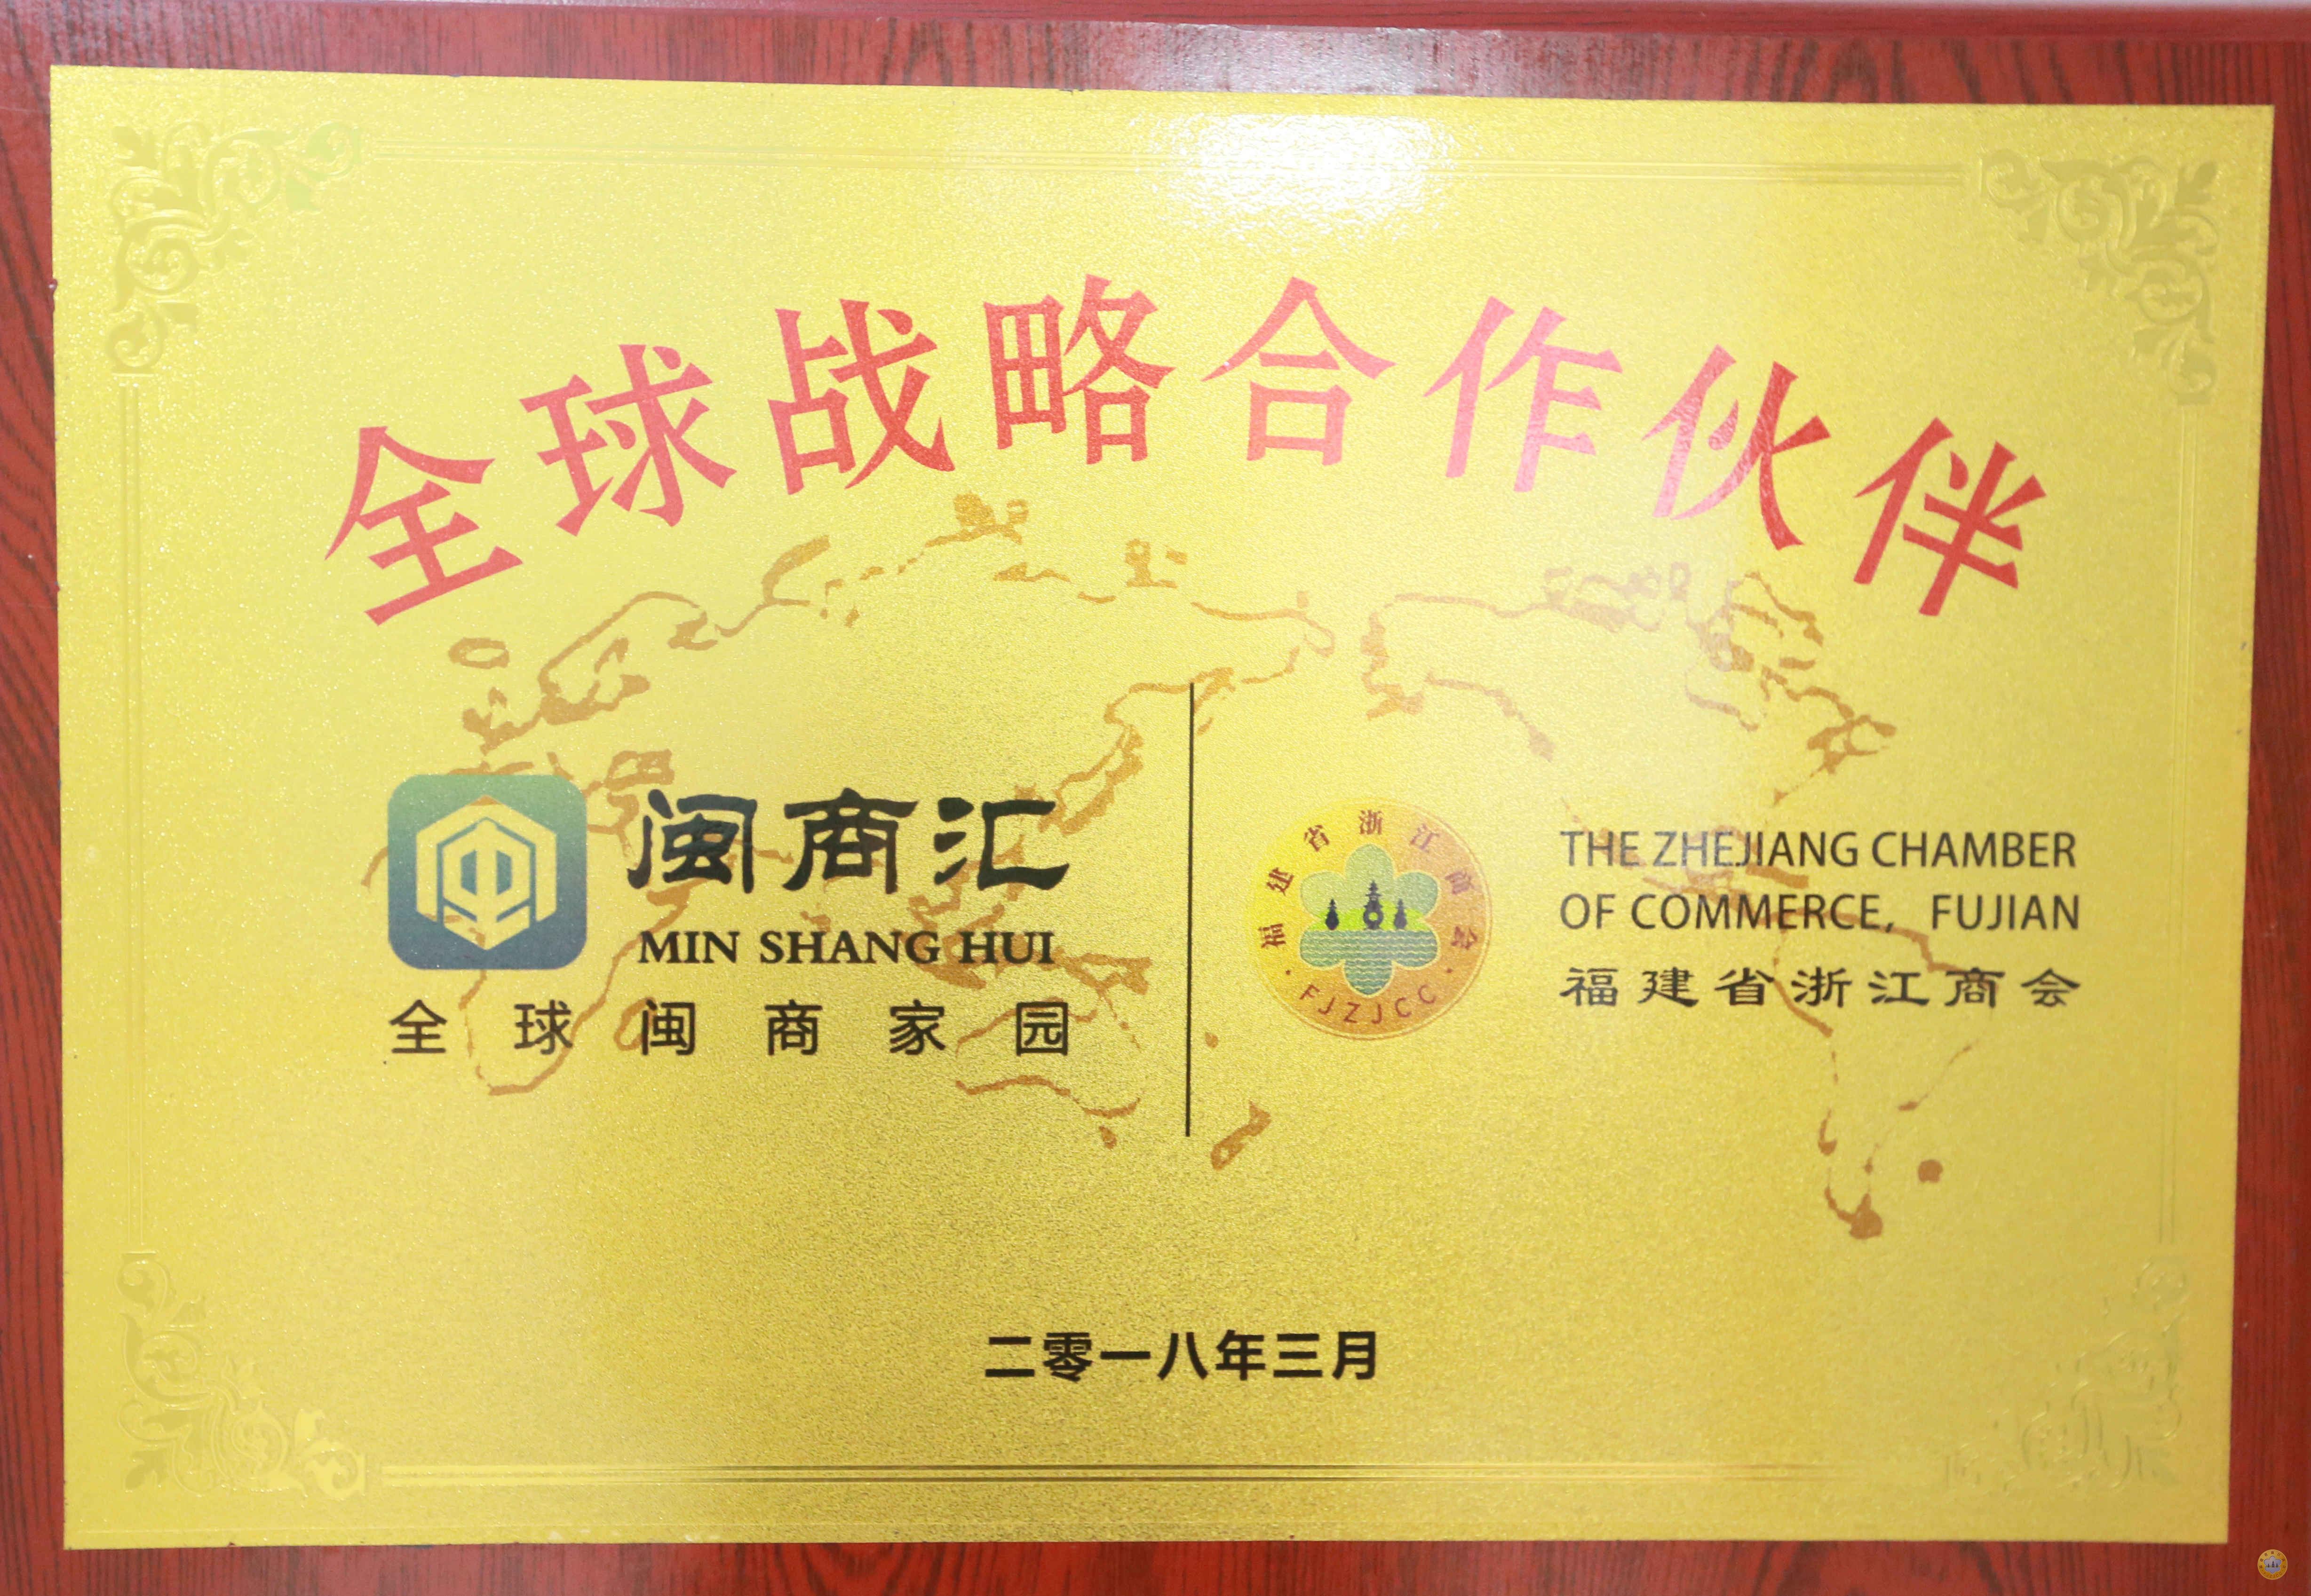 全球战略合作伙伴
闽商汇
MIN SHANG HUI
全球闽商家园
福建省浙江商会
FJZJCC
THE ZHEJIANG CHAMBER
OF COMMERCE, FUJIAN
福建省浙江商会
二零一八年三月